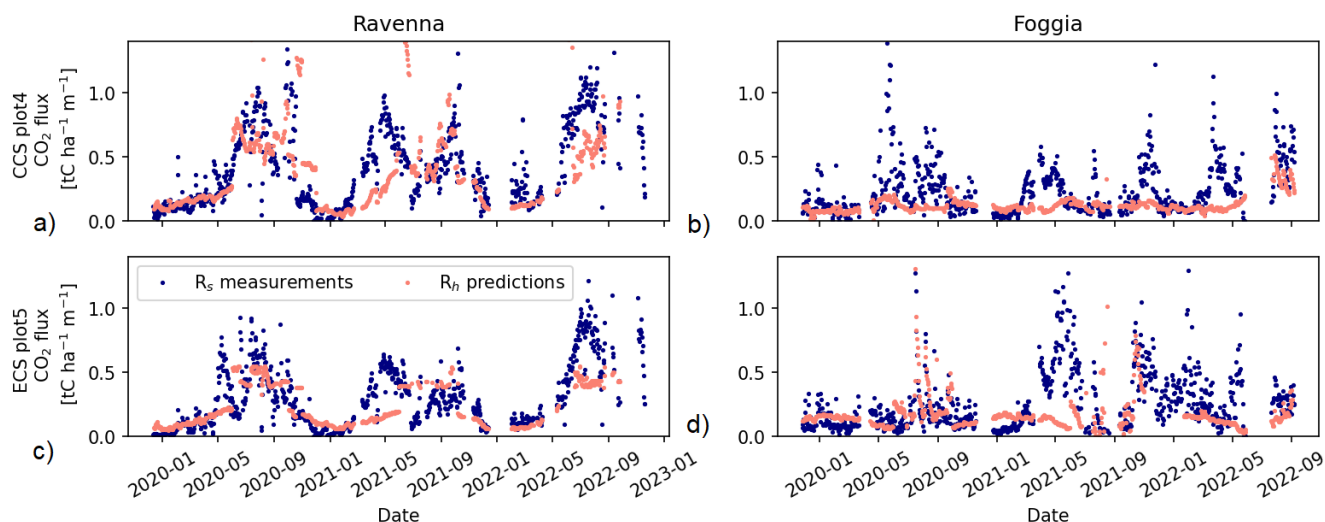 Ravenna
Foggia
CCS plot4
CO₂ flux
[tC ha⁻¹ m⁻¹]
1.0
0.5
0.0
a)
1.0
0.5
0.0
b)
ECS plot5
CO₂ flux
[tC ha⁻¹ m⁻¹]
Rₛ measurements
Rₕ predictions
1.0
0.5
0.0
c)
1.0
0.5
0.0
d)
2020-01
2020-05
2020-09
2021-01
2021-05
2021-09
2022-01
2022-05
2022-09
2023-01
Date
2020-01
2020-05
2020-09
2021-01
2021-05
2021-09
2022-01
2022-05
2022-09
Date